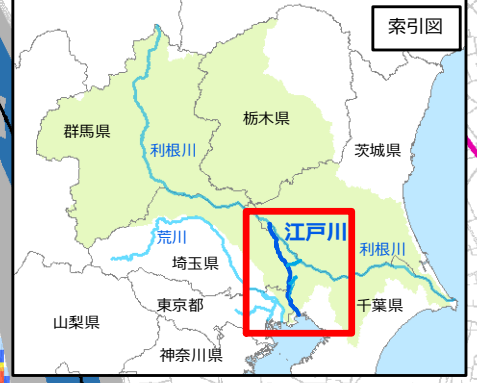 索引図
栃木県
群馬県
利根川
茨城県
荒川
江戸川
利根川
埼玉県
東京都
千葉県
山梨県
神奈川県